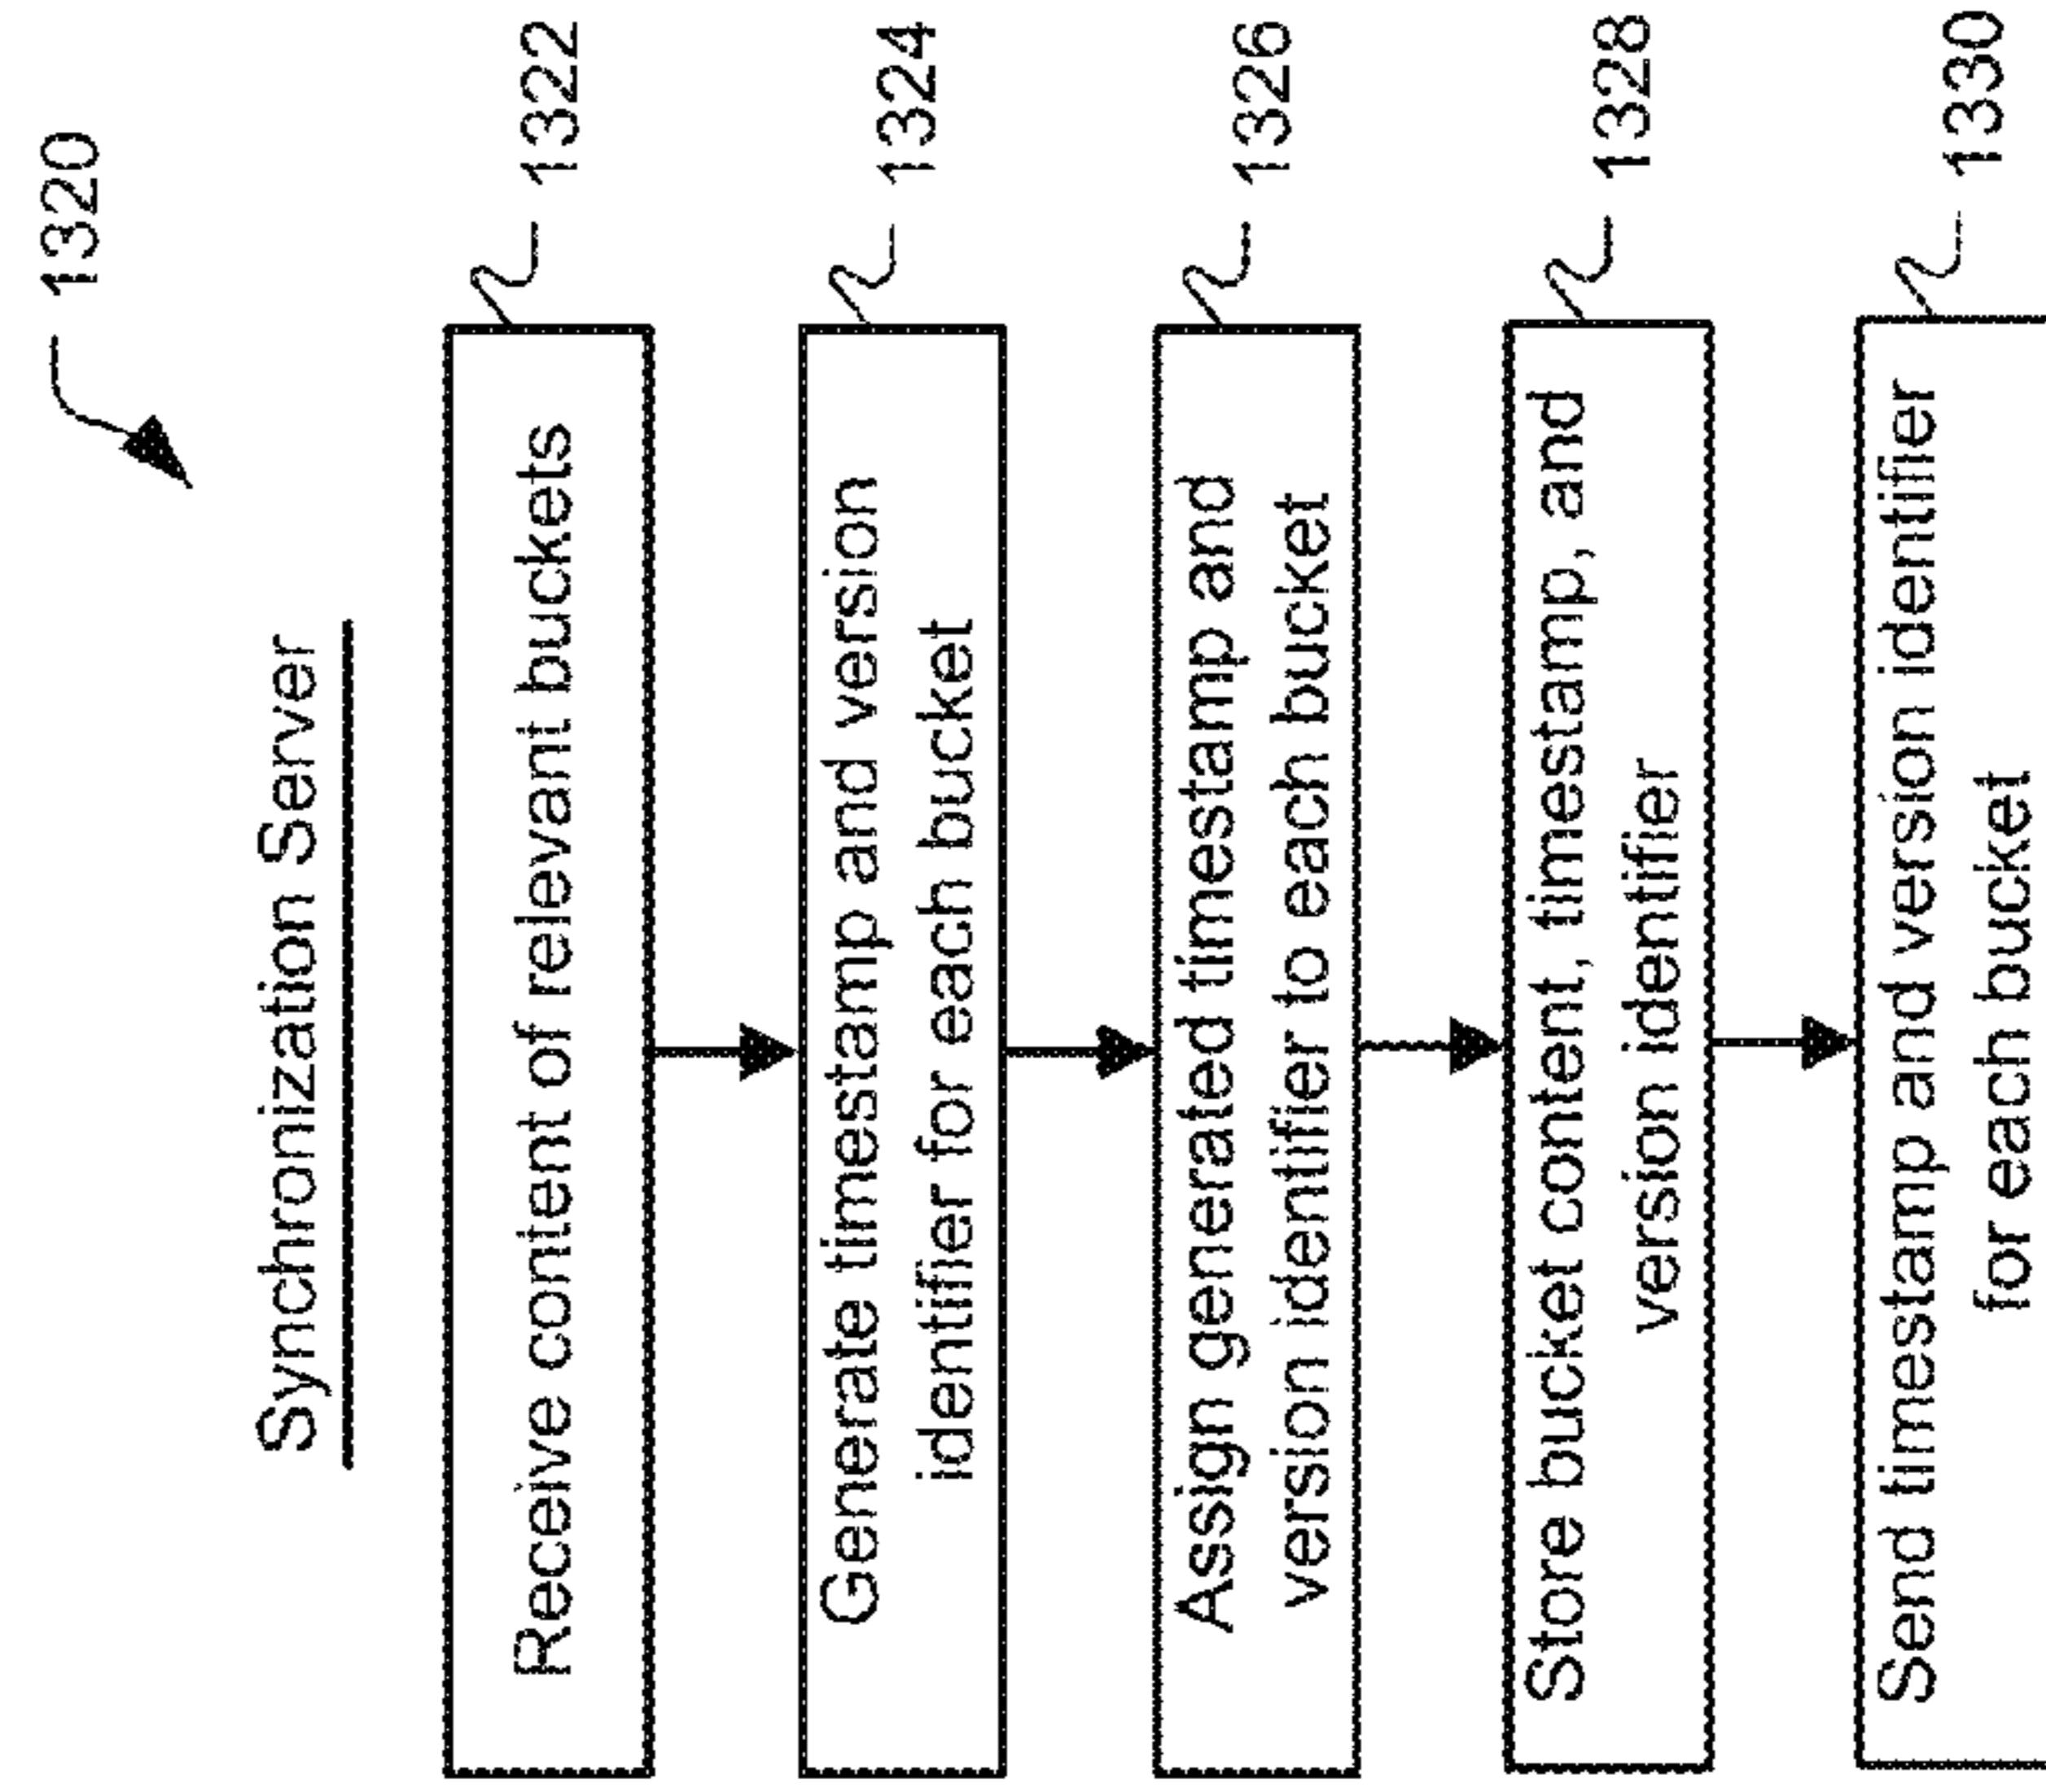 1320
Synchronization Server
Receive content of relevant buckets
1322
Generate timestamp and version
identifier for each bucket
1324
Assign generated timestamp and
version identifier to each bucket
1326
Store bucket content, timestamp, and
version identifier
1328
Send timestamp and version identifier
for each bucket
1330